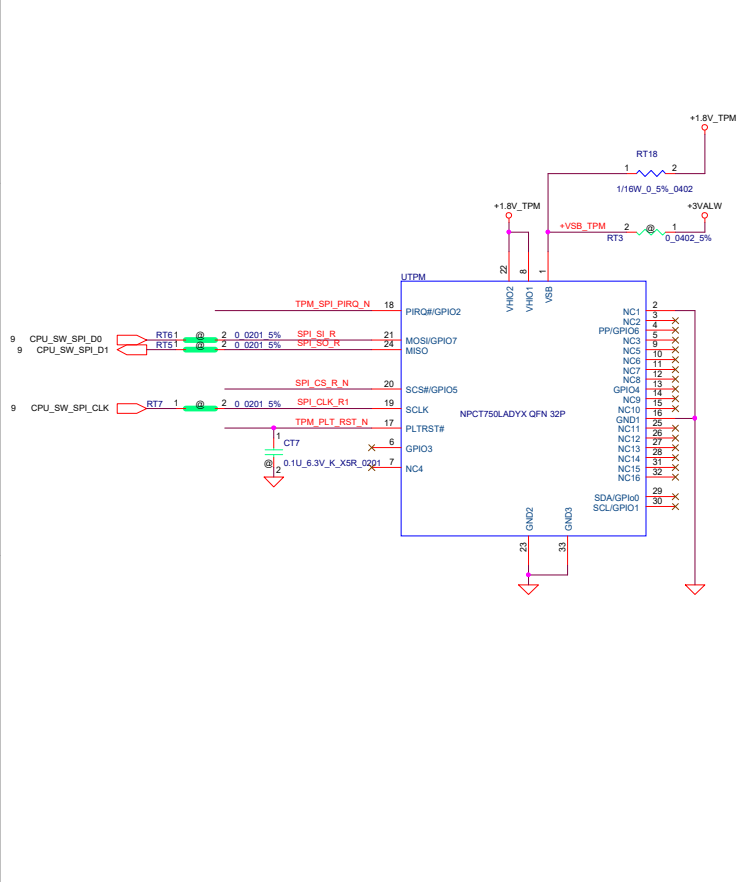 +1.8V_TPM
RT18
1 2
1/16W_0_5%_0402
+1.8V_TPM
+3VALW
+VSB_TPM 2 @ 1
RT3 0_0402_5%
22 8 1
UTPM
VHIO2 VHIO1 VSB
TPM_SPI_PIRQ_N 18 PIRQ#/GPIO2
9 CPU_SW_SPI_D0 RT6 1 @ 2 0_0201_5% SPI_SI_R 21 MOSI/GPIO7
9 CPU_SW_SPI_D1 RT5 1 @ 2 0_0201_5% SPI_SO_R 24 MISO
SPI_CS_R_N 20 SCS#/GPIO5
9 CPU_SW_SPI_CLK RT7 1 @ 2 0_0201_5% SPI_CLK_R1 19 SCLK
TPM_PLT_RST_N 17 PLTRST#
1 CT7 6 GPIO3
@ 2 0.1U_6.3V_K_X5R_0201 7 NC4
NPCT750LADYX QFN 32P
NC1 2
NC2 3
PP/GPIO6 4
NC3 5
NC5 9
NC6 10
NC7 11
NC8 12
GPIO4 13
NC9 14
NC10 15
GND1 16
NC11 25
NC12 26
NC13 27
NC14 28
NC15 31
NC16 32
SDA/GPIo0 29
SCL/GPIO1 30
GND2 GND3
23 33